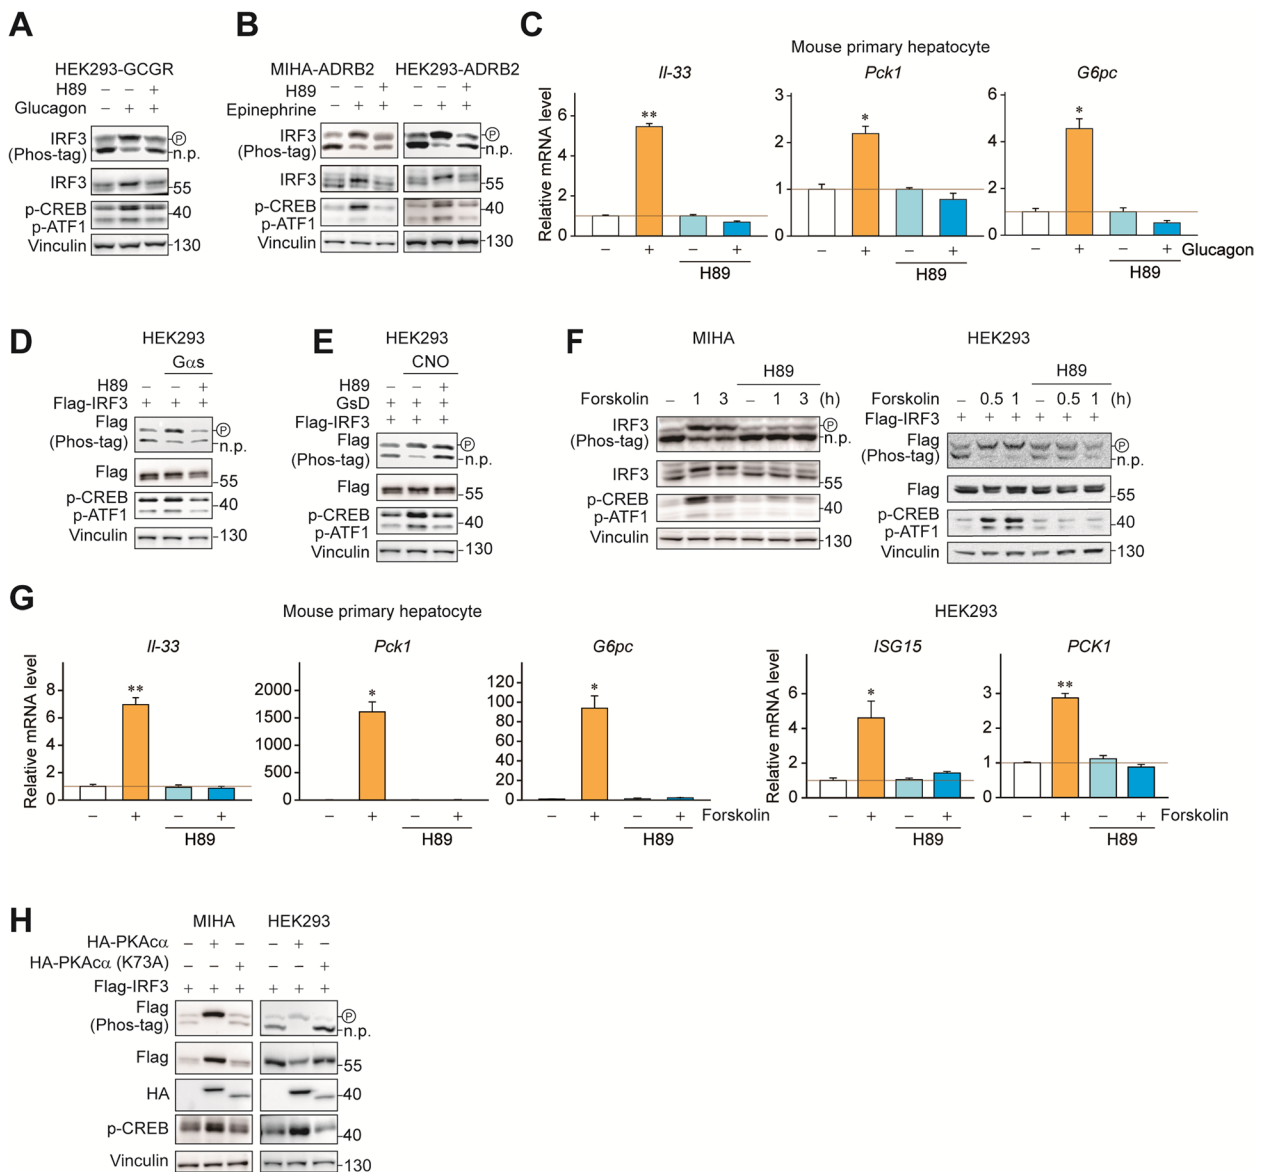 A
HEK293-GCGR
H89 – – +
Glucagon – + +
IRF3
(Phos-tag)
Ⓟ
n.p.
IRF3
55
p-CREB
p-ATF1
40
Vinculin
130
B
MIHA-ADRB2 HEK293-ADRB2
H89 – – + – – +
Epinephrine – + + – + +
IRF3
(Phos-tag)
Ⓟ
n.p.
IRF3
55
p-CREB
p-ATF1
40
Vinculin
130
C
Mouse primary hepatocyte
Il-33 Pck1 G6pc
Relative mRNA level
6
4
2
0
**
– + – +
H89
3
2
1
0
*
– + – +
H89
6
4
2
0
*
– + – + Glucagon
H89
D
HEK293
Gαs
H89 – – +
Flag-IRF3 + + +
Flag
(Phos-tag)
Ⓟ
n.p.
Flag
55
p-CREB
p-ATF1
40
Vinculin
130
E
HEK293
CNO
H89 – – +
GsD + + +
Flag-IRF3 + + +
Flag
(Phos-tag)
Ⓟ
n.p.
Flag
55
p-CREB
p-ATF1
40
Vinculin
130
F
MIHA
H89
Forskolin – 1 3 – 1 3 (h)
IRF3
(Phos-tag)
Ⓟ
n.p.
IRF3
55
p-CREB
p-ATF1
40
Vinculin
130
HEK293
H89
Forskolin – 0.5 1 – 0.5 1 (h)
Flag-IRF3 + + + + + +
Flag
(Phos-tag)
Ⓟ
n.p.
Flag
55
p-CREB
p-ATF1
40
Vinculin
130
G
Mouse primary hepatocyte
Il-33 Pck1 G6pc
Relative mRNA level
8
6
4
2
0
**
– + – +
H89
2000
1500
1000
500
0
*
– + – +
H89
120
100
80
60
40
20
0
*
– + – + Forskolin
H89
HEK293
ISG15 PCK1
Relative mRNA level
6
4
2
0
*
– + – +
H89
3
2
1
0
**
– + – + Forskolin
H89
H
MIHA HEK293
HA-PKAcα – + – – + –
HA-PKAcα (K73A) – – + – – +
Flag-IRF3 + + + + + +
Flag
(Phos-tag)
Ⓟ
n.p.
Flag
55
HA
40
p-CREB
40
Vinculin
130